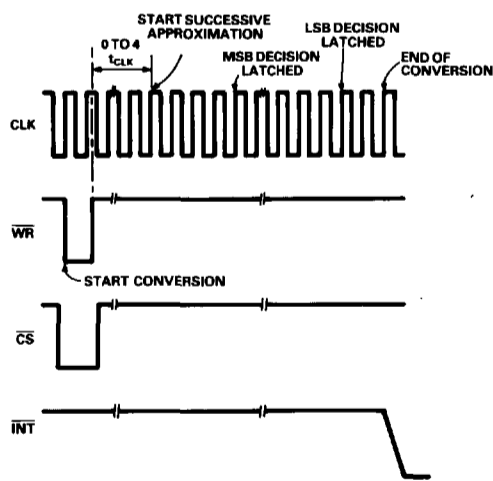 START SUCCESSIVE
APPROXIMATION
0 TO 4
tCLK
MSB DECISION
LATCHED
LSB DECISION
LATCHED
END OF
CONVERSION
CLK
WR
START CONVERSION
CS
INT